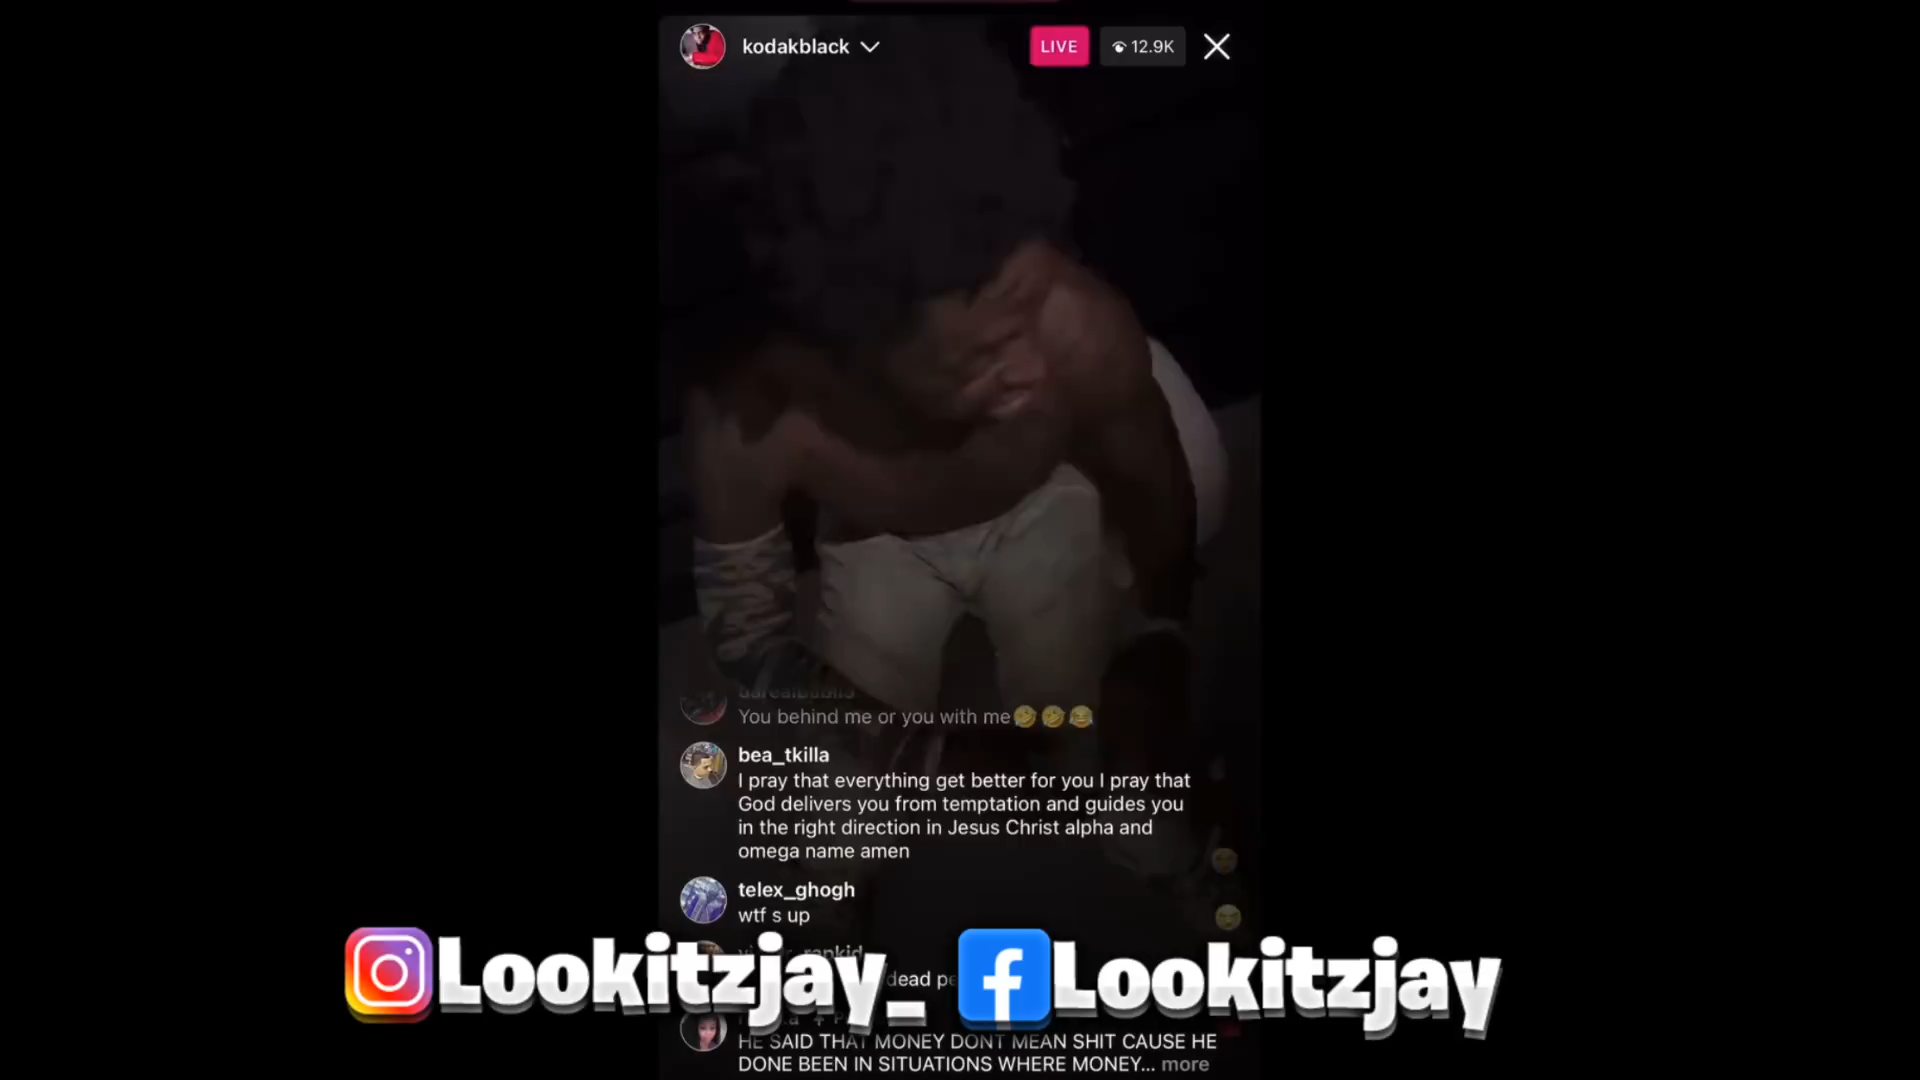 kodakblack
LIVE
12.9K
You behind me or you with me🤣🤣😂
bea_tkilla
I pray that everything get better for you I pray that
God delivers you from temptation and guides you
in the right direction in Jesus Christ alpha and
omega name amen
telex_ghogh
wtf s up
dead
Lookitzjay_
Lookitzjay
HE SAID THAT MONEY DONT MEAN SHIT CAUSE HE
DONE BEEN IN SITUATIONS WHERE MONEY... more